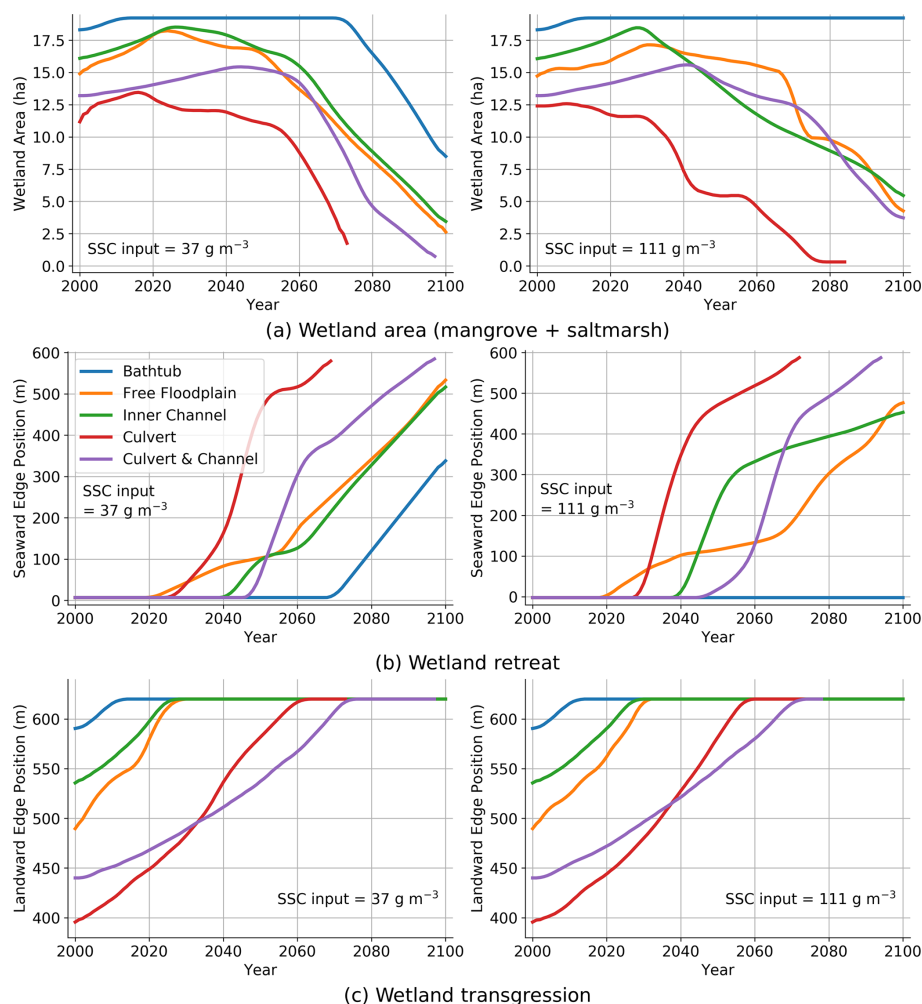 Wetland Area (ha)
17.5
15.0
12.5
10.0
7.5
5.0
2.5
0.0
SSC input = 37 g m⁻³
2000 2020 2040 2060 2080 2100
Year
Wetland Area (ha)
17.5
15.0
12.5
10.0
7.5
5.0
2.5
0.0
SSC input = 111 g m⁻³
2000 2020 2040 2060 2080 2100
Year
(a) Wetland area (mangrove + saltmarsh)
Seaward Edge Position (m)
600
500
400
300
200
100
0
Bathtub
Free Floodplain
Inner Channel
Culvert
Culvert & Channel
SSC input
= 37 g m⁻³
2000 2020 2040 2060 2080 2100
Year
Seaward Edge Position (m)
600
500
400
300
200
100
0
SSC input
= 111 g m⁻³
2000 2020 2040 2060 2080 2100
Year
(b) Wetland retreat
Landward Edge Position (m)
600
550
500
450
400
SSC input = 37 g m⁻³
2000 2020 2040 2060 2080 2100
Year
Landward Edge Position (m)
600
550
500
450
400
SSC input = 111 g m⁻³
2000 2020 2040 2060 2080 2100
Year
(c) Wetland transgression